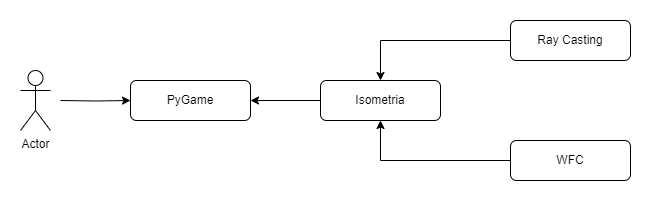 Ray Casting
PyGame
Isometria
Actor
WFC